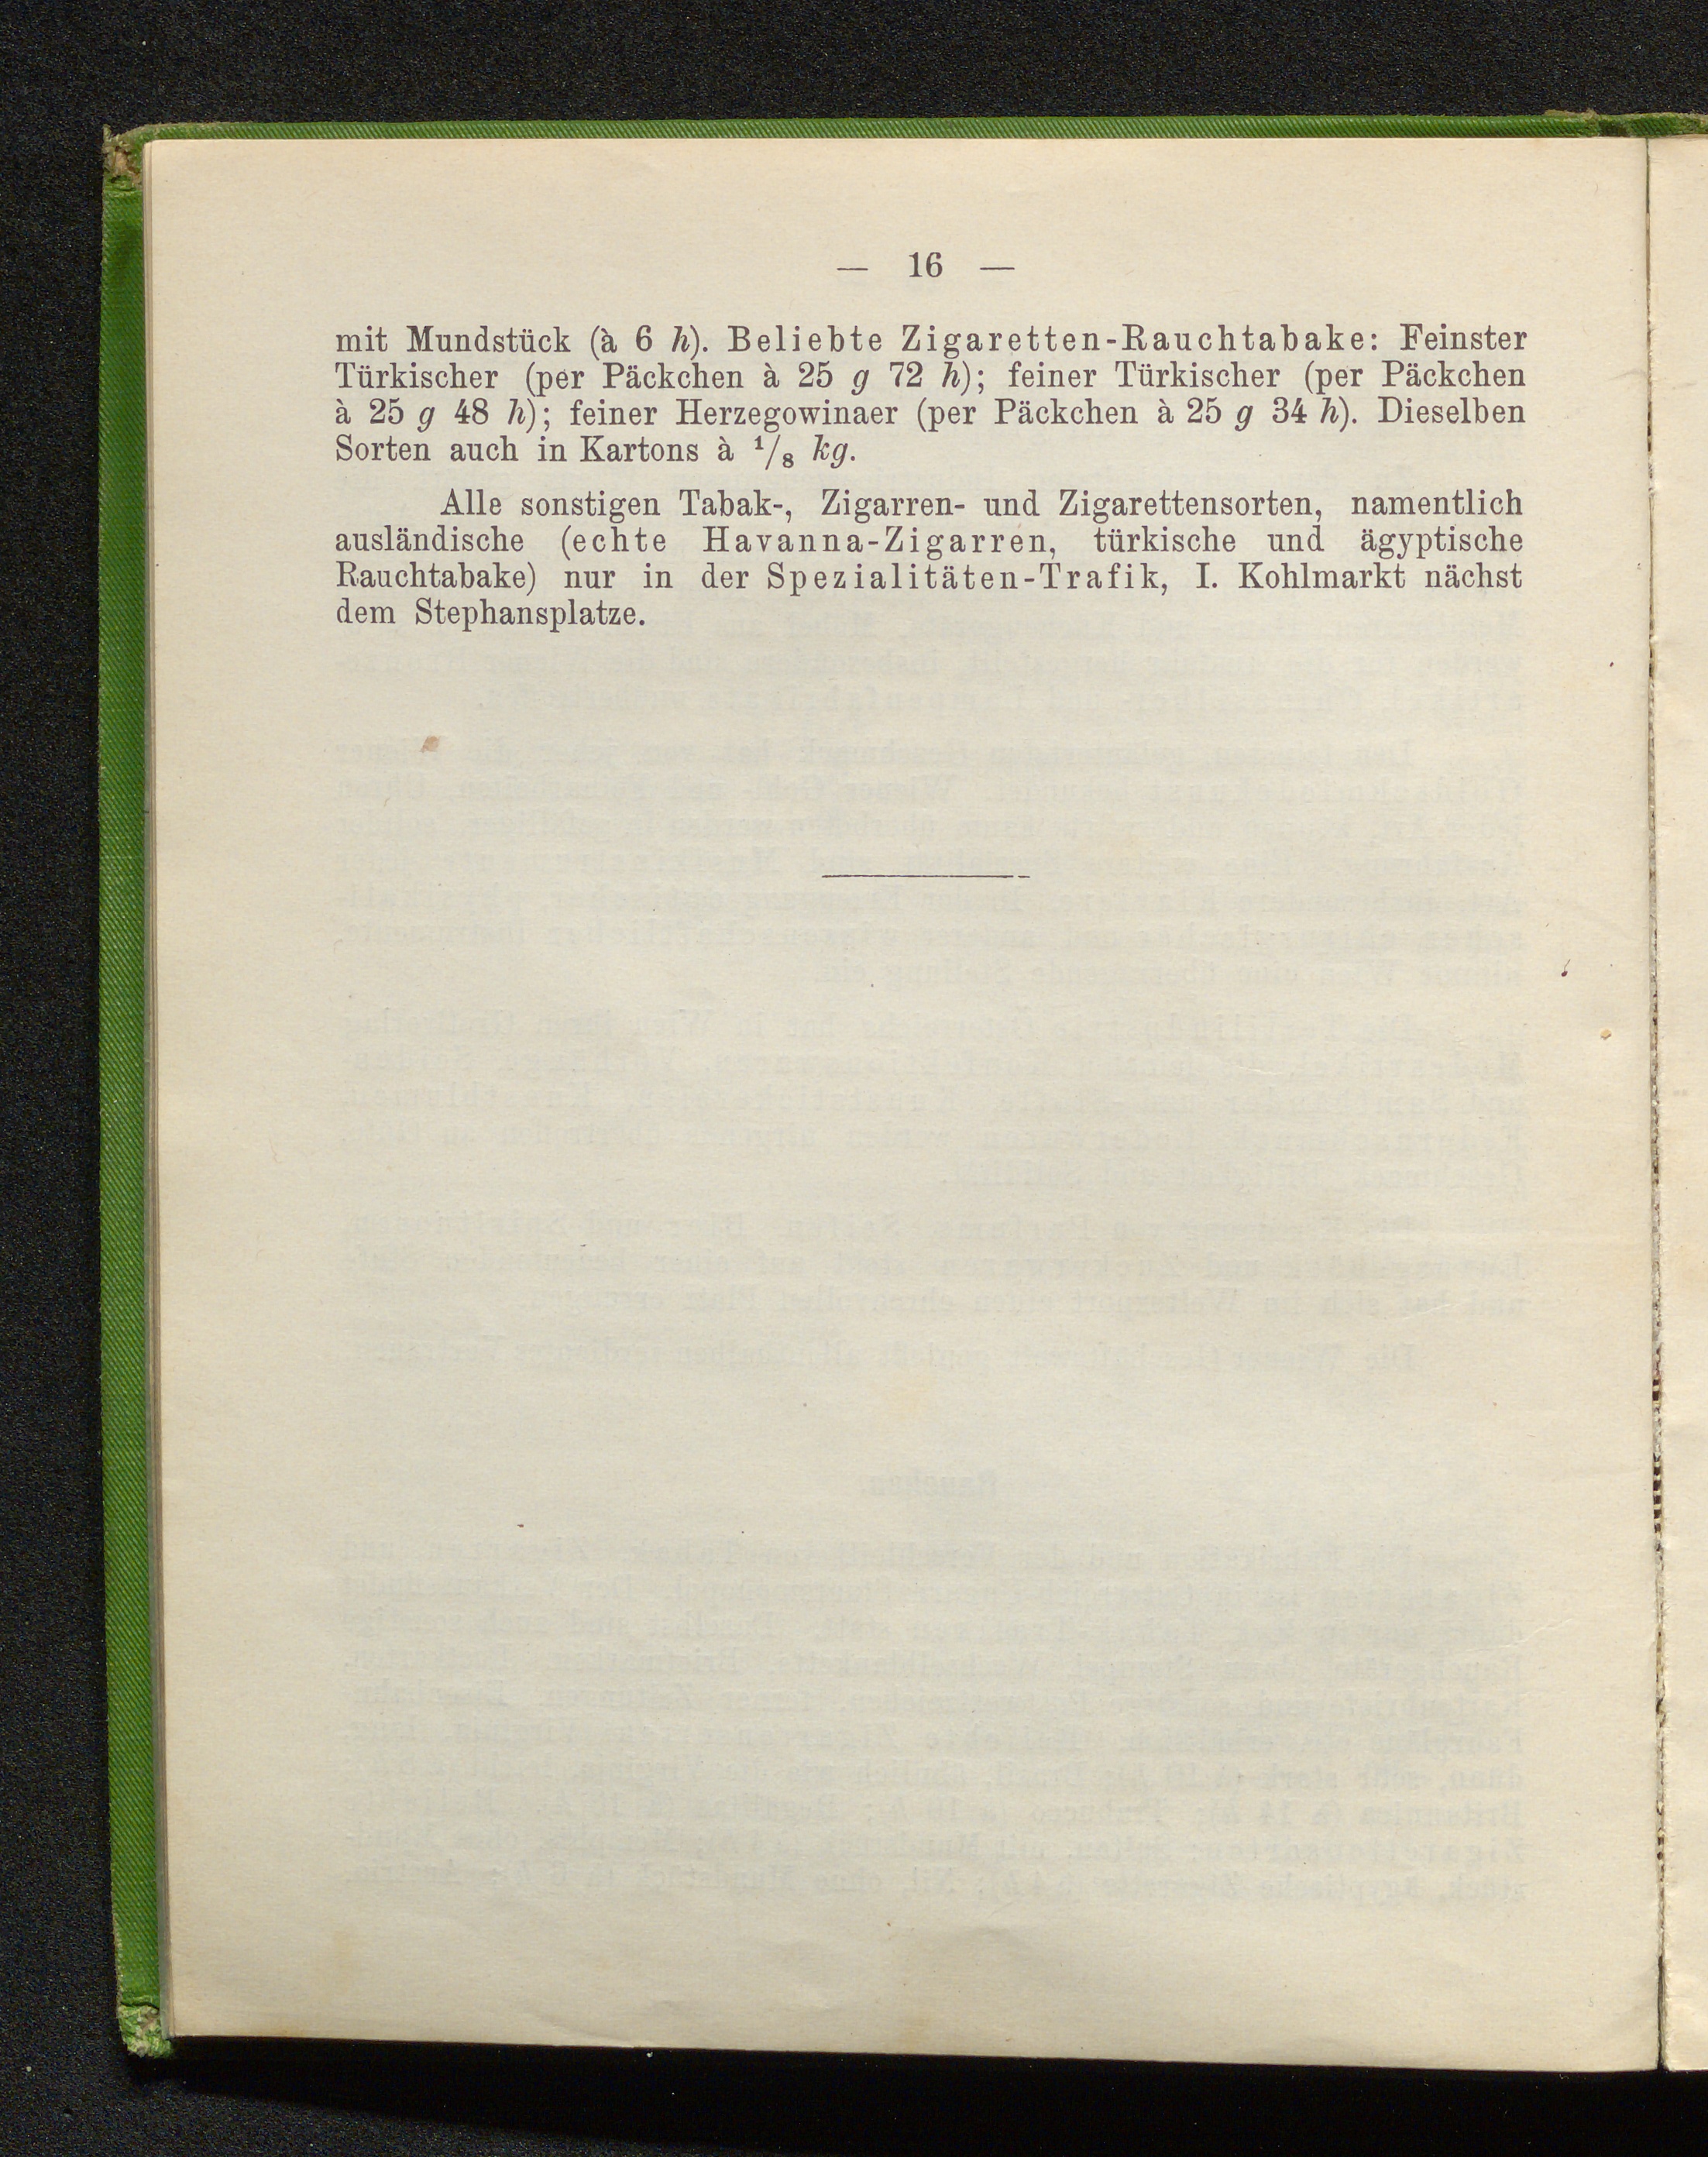 — 16 —
mit Mundstück (à 6 h). Beliebte Zigaretten-Rauchtabake: Feinster
Türkischer (per Päckchen à 25 g 72 h); feiner Türkischer (per Päckchen
à 25 g 48 h); feiner Herzegowinaer (per Päckchen à 25 g 34 h). Dieselben
Sorten auch in Kartons à 1/8 kg.
Alle sonstigen Tabak-, Zigarren- und Zigarettensorten, namentlich
ausländische (echte Havanna-Zigarren, türkische und ägyptische
Rauchtabake) nur in der Spezialitäten-Trafik, I. Kohlmarkt nächst
dem Stephansplatze.